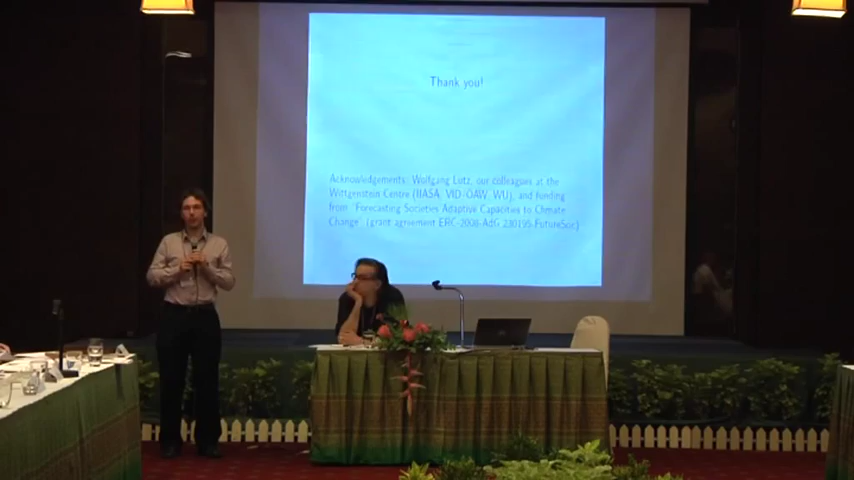 Thank you!
Acknowledgements: Wolfgang Lutz, our colleagues at the
Wittgenstein Centre (IIASA, VID-ÖAW, WU), and funding
from "Forecasting Societies Adaptive Capacities to Climate
Change" (grant agreement ERC-2008-AdG 230195-FutureSoc)